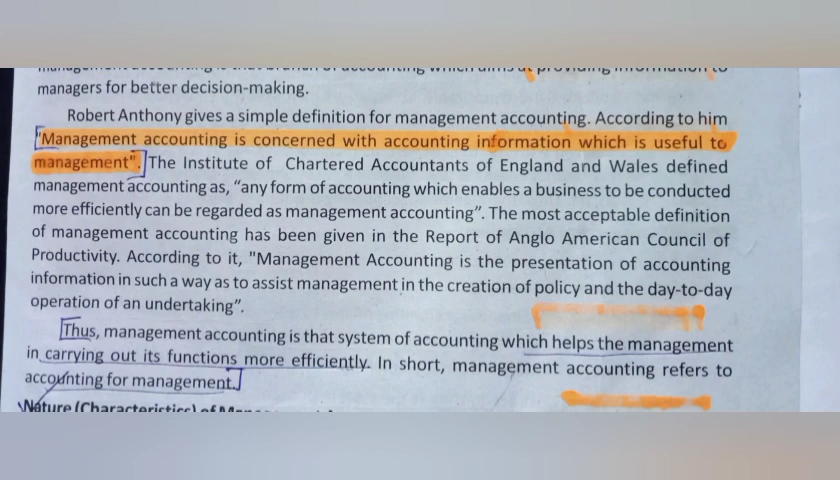 managers for better decision-making.
Robert Anthony gives a simple definition for management accounting. According to him
"Management accounting is concerned with accounting information which is useful to
management". The Institute of Chartered Accountants of England and Wales defined
management accounting as, “any form of accounting which enables a business to be conducted
more efficiently can be regarded as management accounting”. The most acceptable definition
of management accounting has been given in the Report of Anglo American Council of
Productivity. According to it, "Management Accounting is the presentation of accounting
information in such a way as to assist management in the creation of policy and the day-to-day
operation of an undertaking”.
Thus, management accounting is that system of accounting which helps the management
in carrying out its functions more efficiently. In short, management accounting refers to
accounting for management.
Nature (Characteristics) of